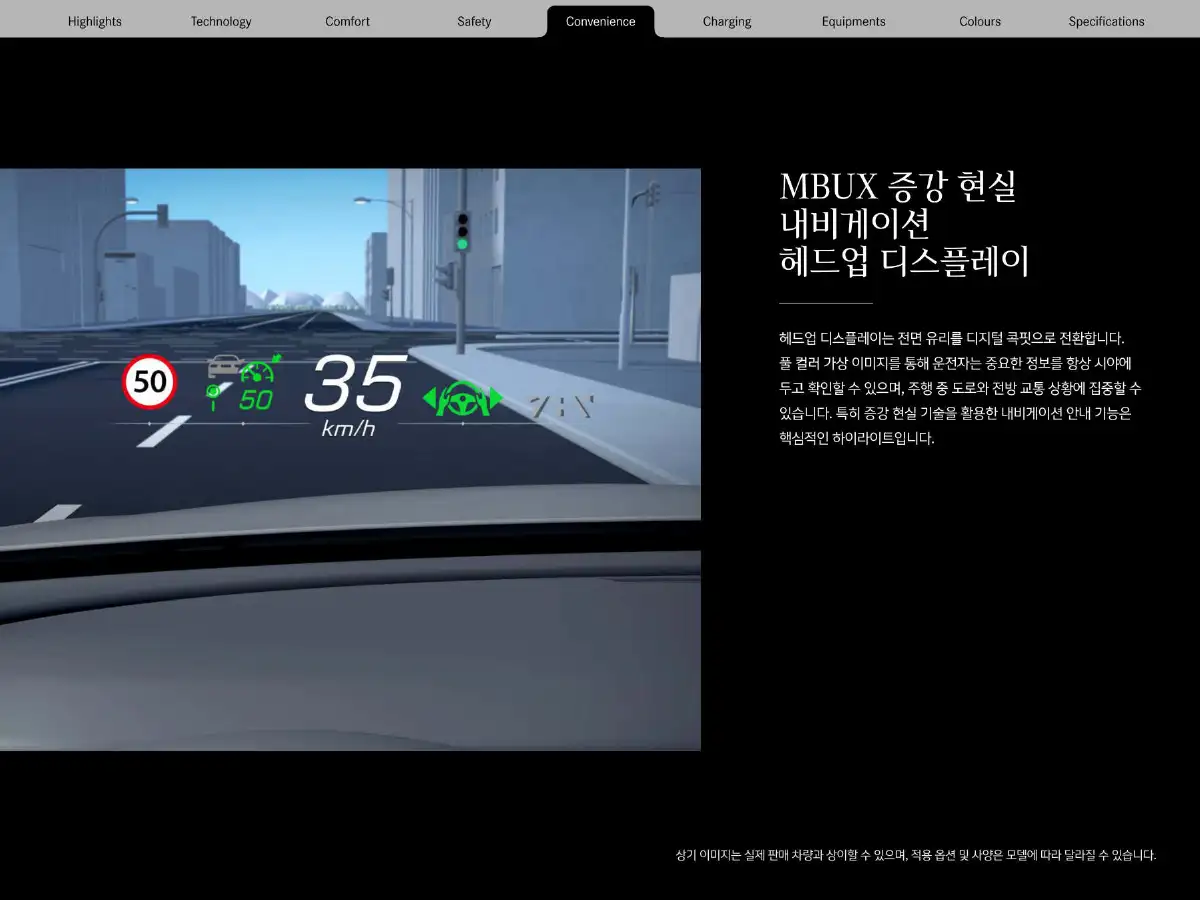 Highlights
Technology
Comfort
Safety
Convenience
Charging
Equipments
Colours
Specifications
MBUX 증강 현실
내비게이션
헤드업 디스플레이
헤드업 디스플레이는 전면 유리를 디지털 콕핏으로 전환합니다.
풀 컬러 가상 이미지를 통해 운전자는 중요한 정보를 항상 시야에
두고 확인할 수 있으며, 주행 중 도로와 전방 교통 상황에 집중할 수
있습니다. 특히 증강 현실 기술을 활용한 내비게이션 안내 기능은
핵심적인 하이라이트입니다.
50
50
35
km/h
상기 이미지는 실제 판매 차량과 상이할 수 있으며, 적용 옵션 및 사양은 모델에 따라 달라질 수 있습니다.